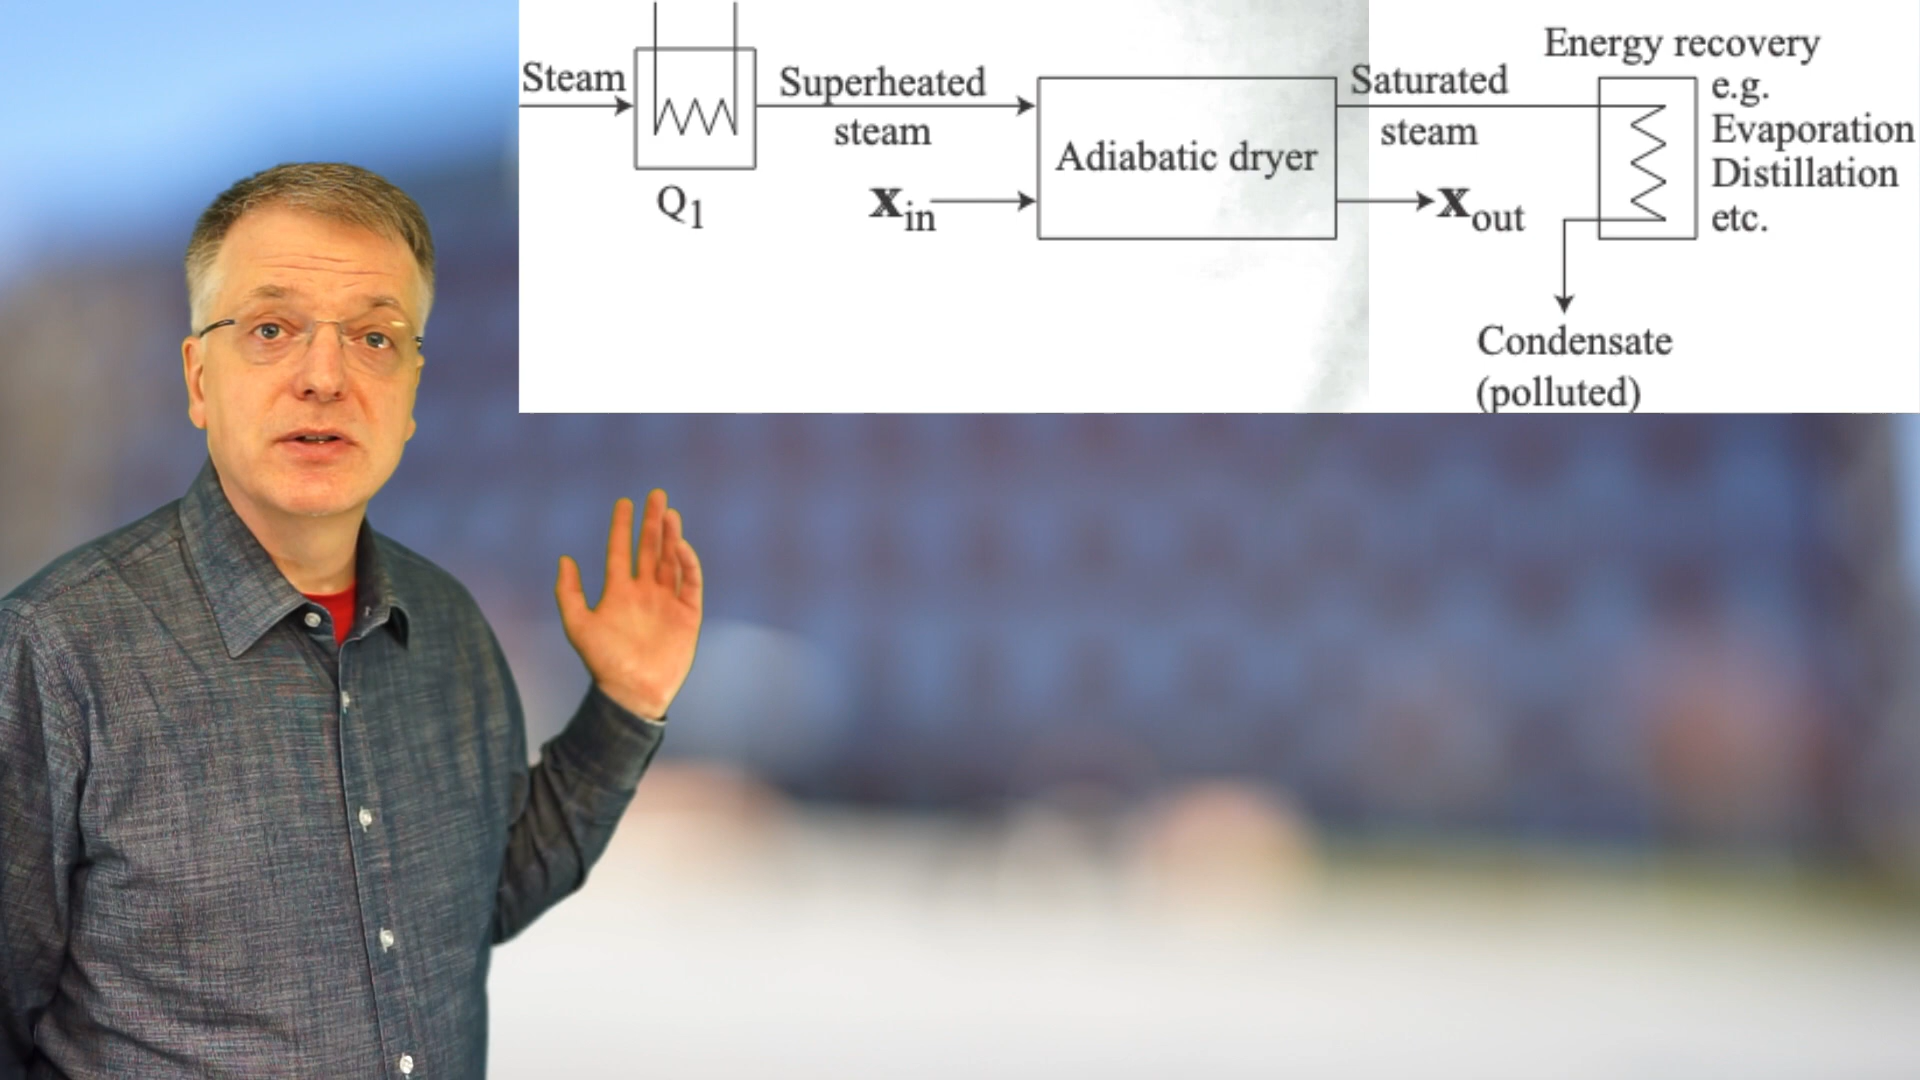 Steam
Q1
Superheated
steam
Xin
Adiabatic dryer
Saturated
steam
Xout
Energy recovery
e.g.
Evaporation
Distillation
etc.
Condensate
(polluted)